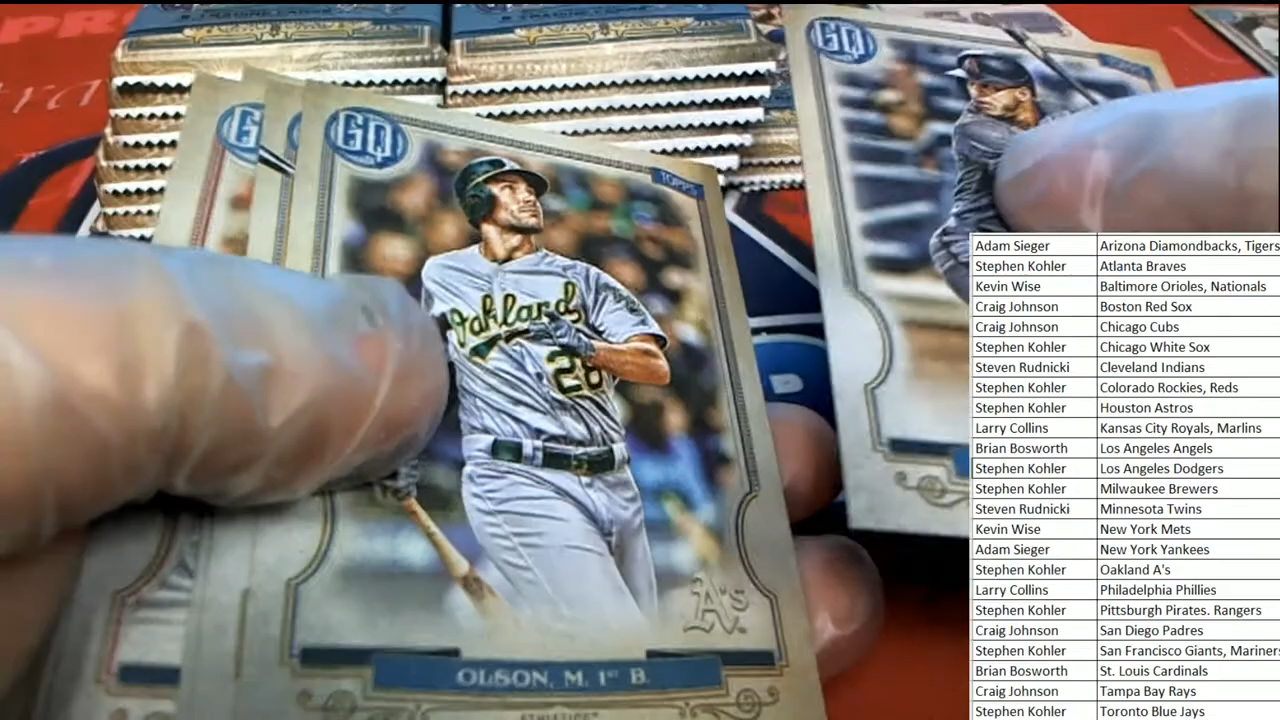 GQ
TOPPS
Oakland
28
A's
OLSON, M. 1st B.
ATHLETICS™
G
GQ
Adam Sieger Arizona Diamondbacks, Tigers
Stephen Kohler Atlanta Braves
Kevin Wise Baltimore Orioles, Nationals
Craig Johnson Boston Red Sox
Craig Johnson Chicago Cubs
Stephen Kohler Chicago White Sox
Steven Rudnicki Cleveland Indians
Stephen Kohler Colorado Rockies, Reds
Stephen Kohler Houston Astros
Larry Collins Kansas City Royals, Marlins
Brian Bosworth Los Angeles Angels
Stephen Kohler Los Angeles Dodgers
Stephen Kohler Milwaukee Brewers
Steven Rudnicki Minnesota Twins
Kevin Wise New York Mets
Adam Sieger New York Yankees
Stephen Kohler Oakland A's
Larry Collins Philadelphia Phillies
Stephen Kohler Pittsburgh Pirates. Rangers
Craig Johnson San Diego Padres
Stephen Kohler San Francisco Giants, Mariners
Brian Bosworth St. Louis Cardinals
Craig Johnson Tampa Bay Rays
Stephen Kohler Toronto Blue Jays